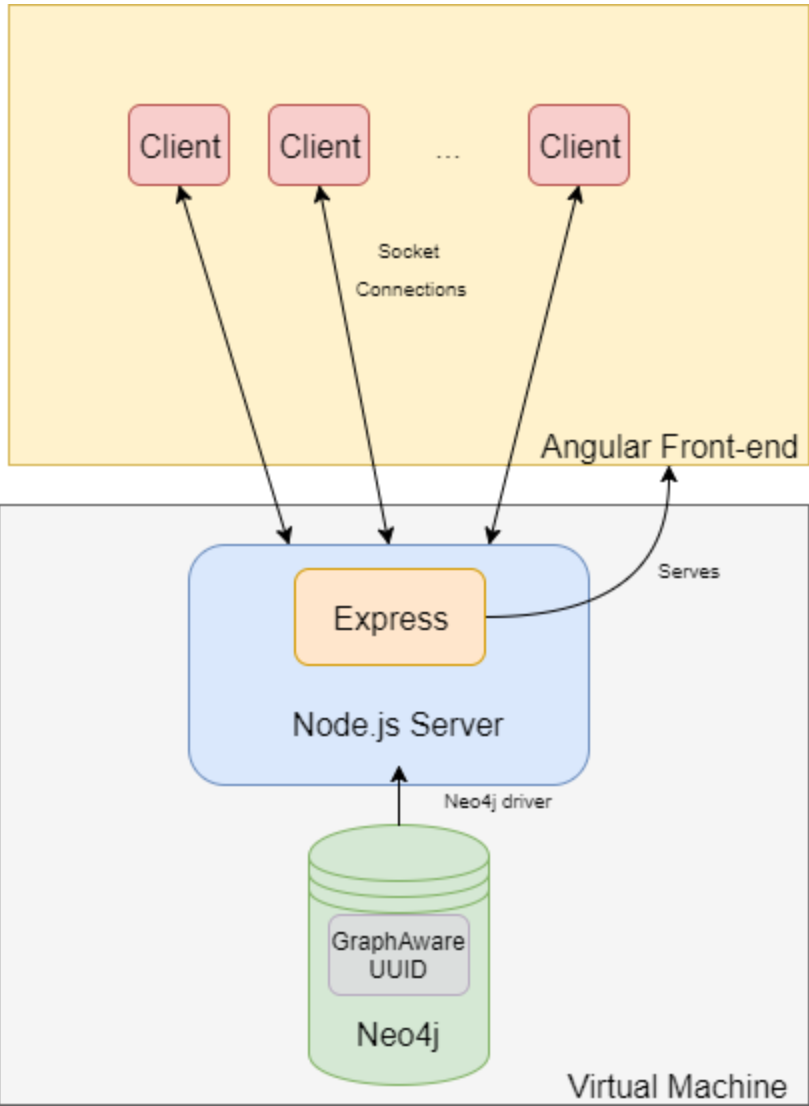 Client
Client
...
Client
Socket
Connections
Angular Front-end
Serves
Express
Node.js Server
Neo4j driver
GraphAware
UUID
Neo4j
Virtual Machine